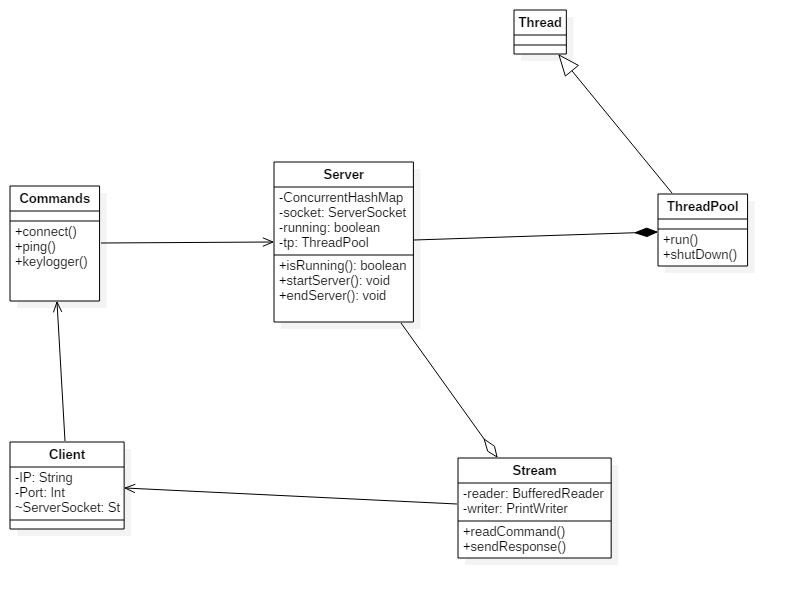 Thread
Server
-ConcurrentHashMap
-socket: ServerSocket
-running: boolean
-tp: ThreadPool
+isRunning(): boolean
+startServer(): void
+endServer(): void
Commands
+connect()
+ping()
+keylogger()
ThreadPool
+run()
+shutDown()
Client
-IP: String
-Port: Int
~ServerSocket: St
Stream
-reader: BufferedReader
-writer: PrintWriter
+readCommand()
+sendResponse()